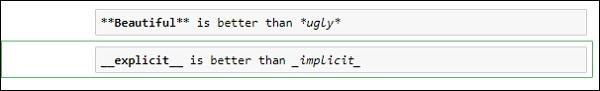 **Beautiful** is better than *ugly*
__explicit__ is better than _implicit_